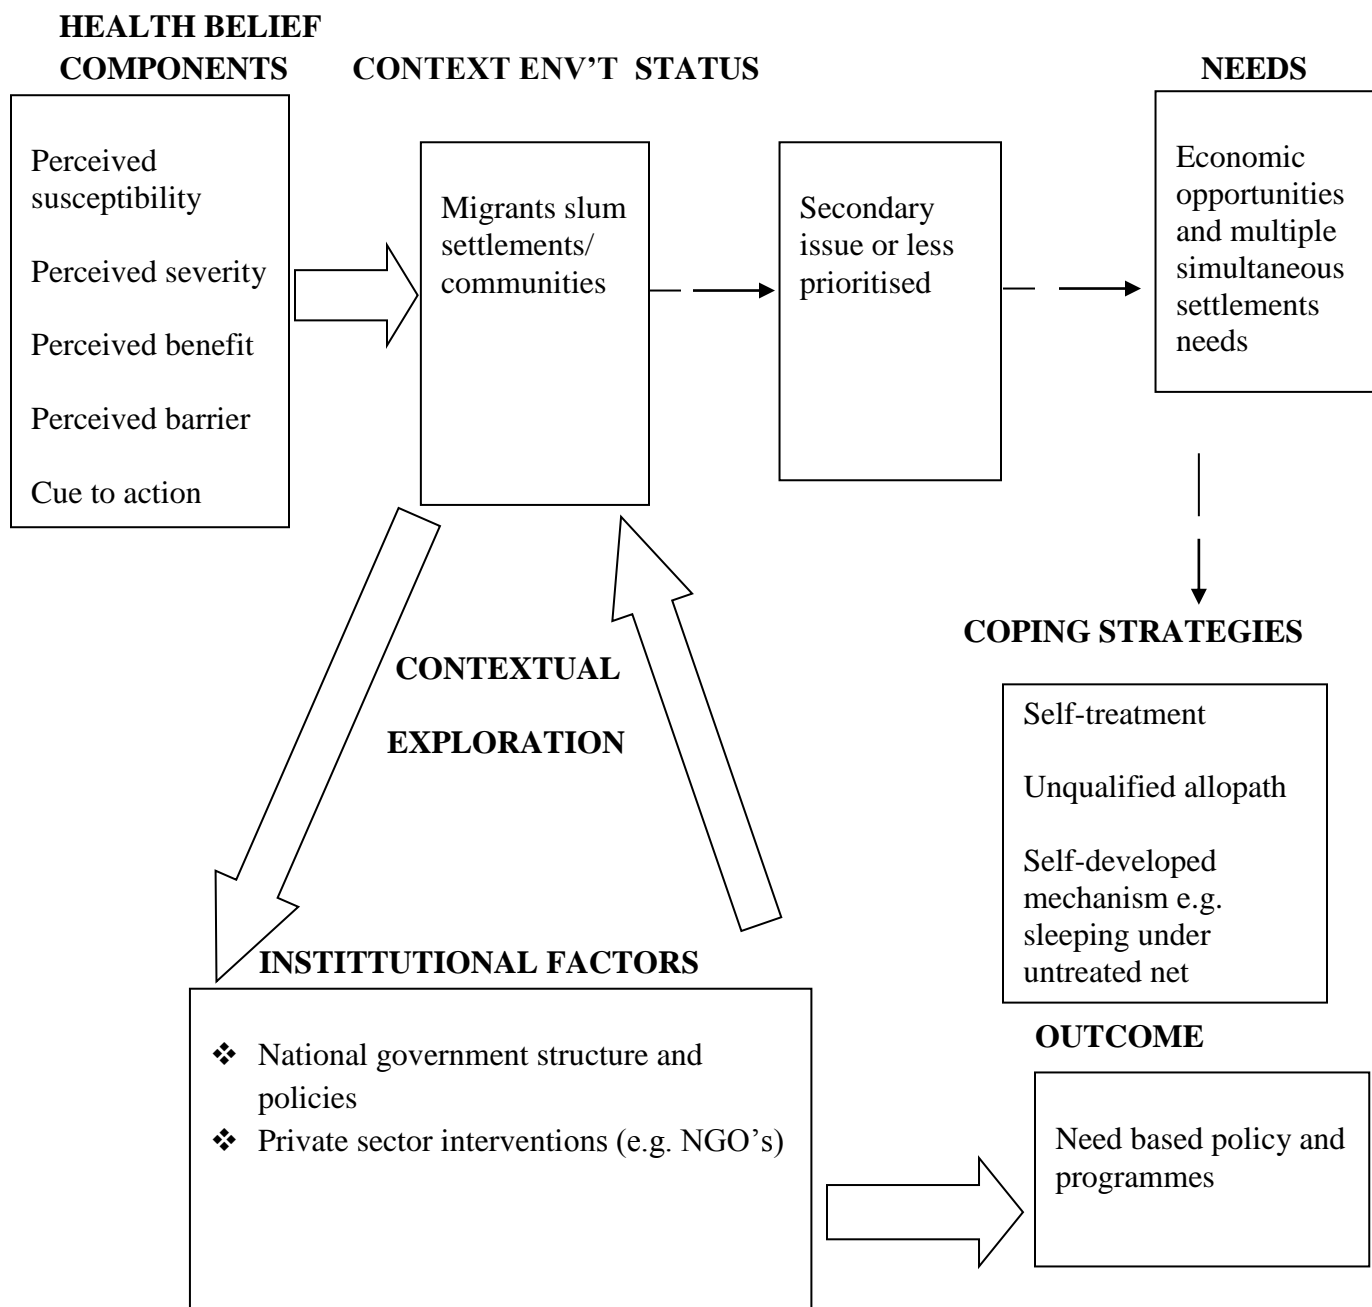 HEALTH BELIEF
COMPONENTS
Perceived
susceptibility
Perceived severity
Perceived benefit
Perceived barrier
Cue to action
CONTEXT ENV’T STATUS
Migrants slum
settlements/
communities
Secondary
issue or less
prioritised
NEEDS
Economic
opportunities
and multiple
simultaneous
settlements
needs
CONTEXTUAL
EXPLORATION
COPING STRATEGIES
Self-treatment
Unqualified allopath
Self-developed
mechanism e.g.
sleeping under
untreated net
INSTITTUTIONAL FACTORS
❖ National government structure and
policies
❖ Private sector interventions (e.g. NGO’s)
OUTCOME
Need based policy and
programmes